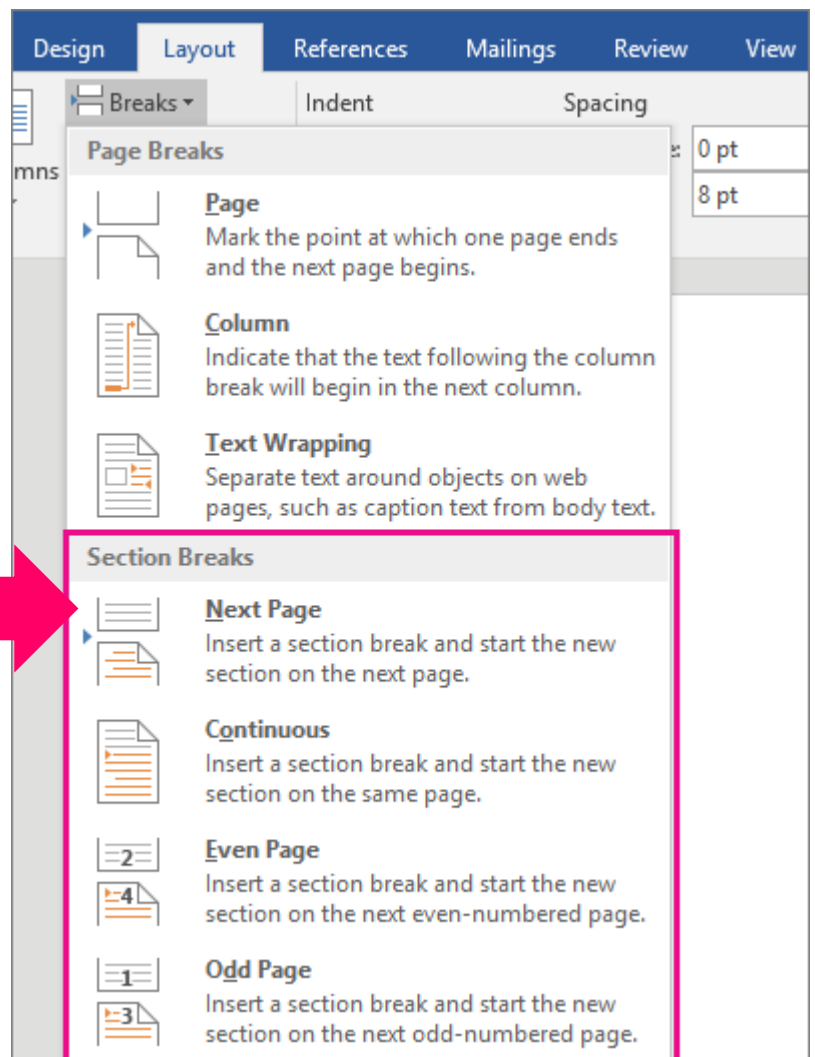 Design Layout References Mailings Review View
Breaks Indent Spacing
mns
0 pt
8 pt
Page Breaks
Page
Mark the point at which one page ends
and the next page begins.
Column
Indicate that the text following the column
break will begin in the next column.
Text Wrapping
Separate text around objects on web
pages, such as caption text from body text.
Section Breaks
Next Page
Insert a section break and start the new
section on the next page.
Continuous
Insert a section break and start the new
section on the same page.
2
4
Even Page
Insert a section break and start the new
section on the next even-numbered page.
1
3
Odd Page
Insert a section break and start the new
section on the next odd-numbered page.